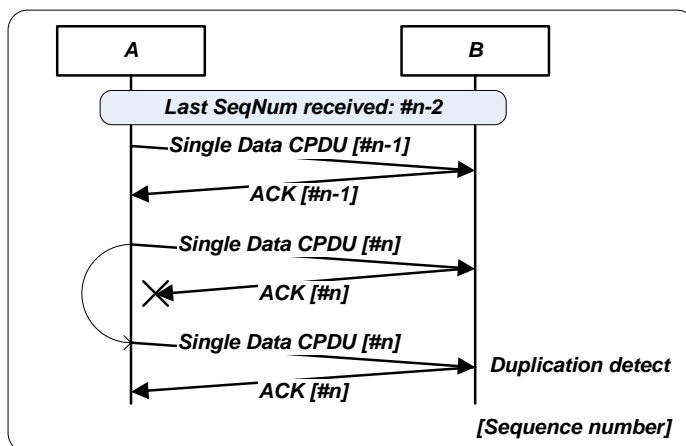 A
B
Last SeqNum received: #n-2
Single Data CPDU [#n-1]
ACK [#n-1]
Single Data CPDU [#n]
ACK [#n]
Single Data CPDU [#n]
Duplication detect
ACK [#n]
[Sequence number]